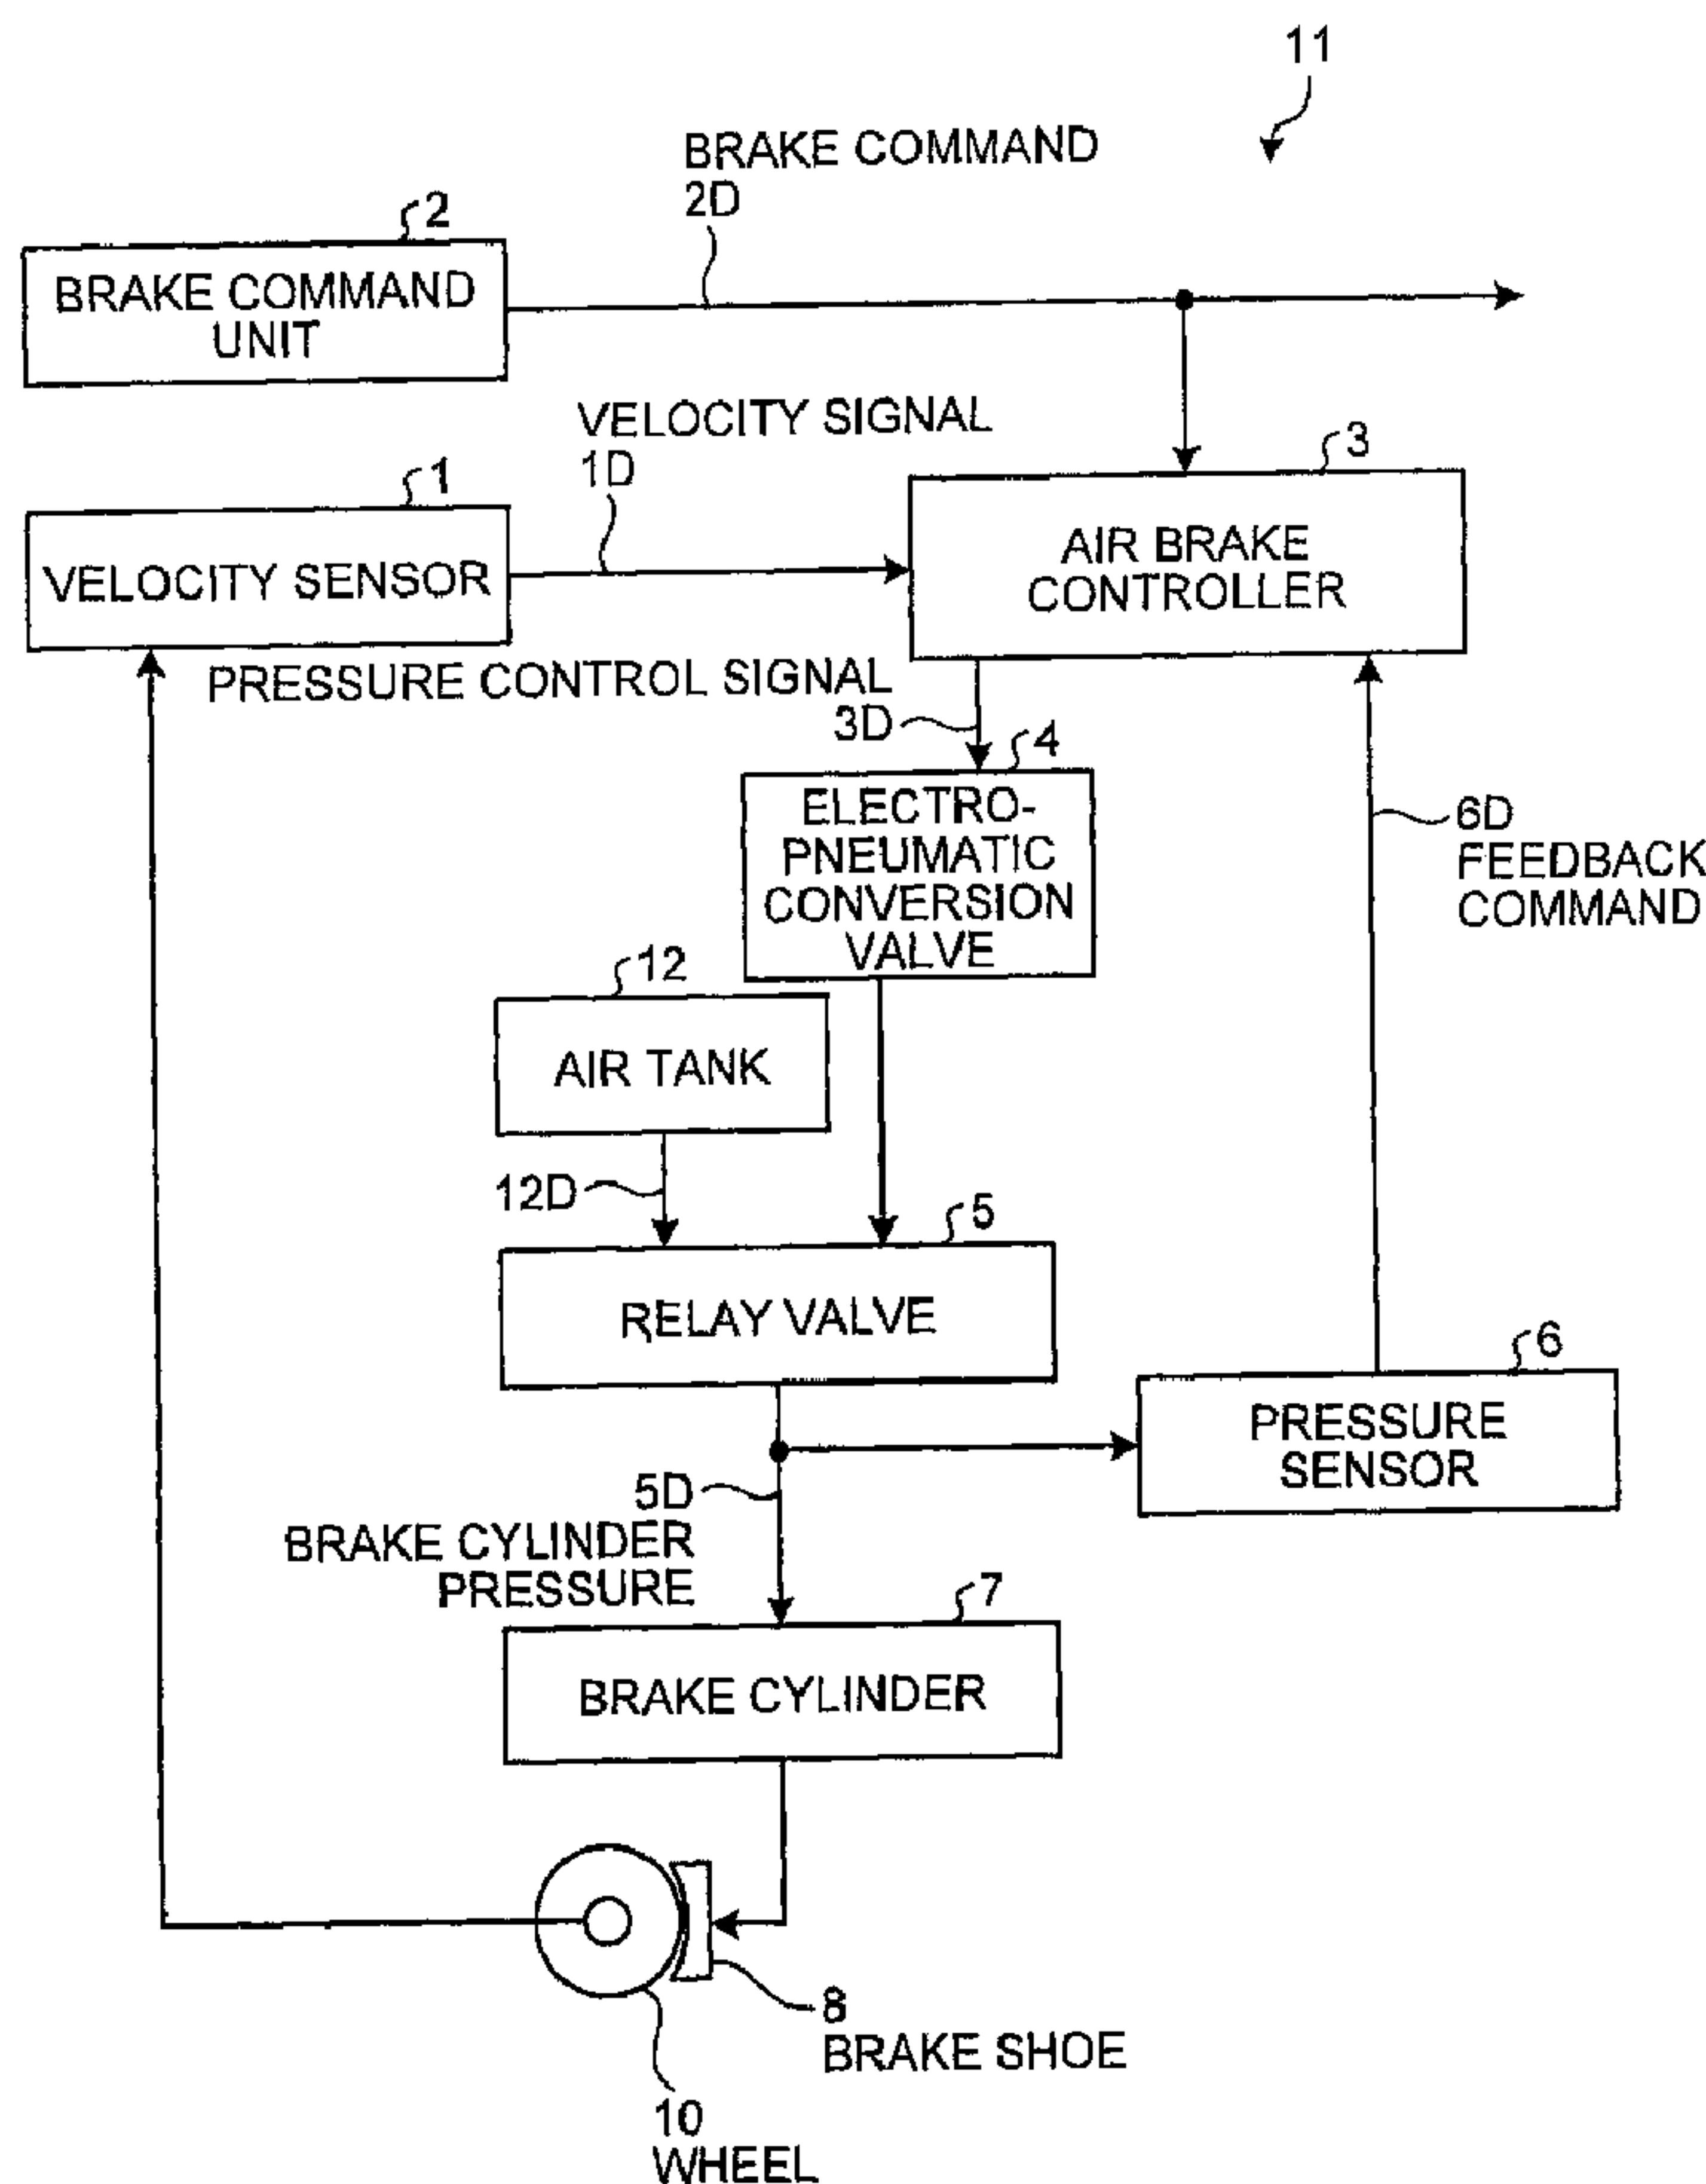 11
BRAKE COMMAND
2D
2
BRAKE COMMAND
UNIT
VELOCITY SIGNAL
1D
3
1
AIR BRAKE
CONTROLLER
VELOCITY SENSOR
PRESSURE CONTROL SIGNAL
3D
4
ELECTRO-
PNEUMATIC
CONVERSION
VALVE
6D
FEEDBACK
COMMAND
12
AIR TANK
12D
5
RELAY VALVE
6
PRESSURE
SENSOR
5D
BRAKE CYLINDER
PRESSURE
7
BRAKE CYLINDER
8
BRAKE SHOE
10
WHEEL